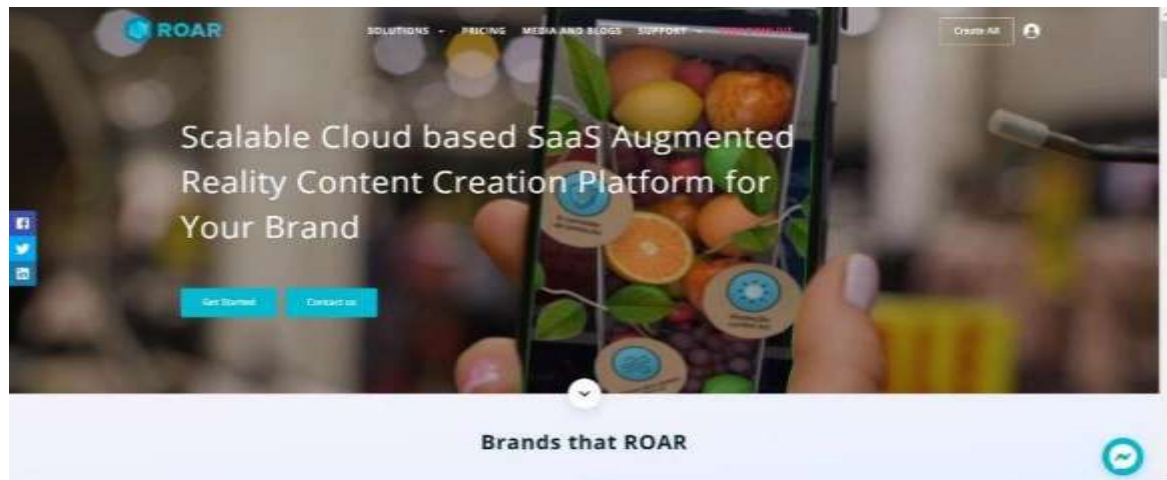 ROAR
SOLUTIONS PRICING MEDIA AND BLOGS SUPPORT
Create AR
Scalable Cloud based SaaS Augmented
Reality Content Creation Platform for
Your Brand
Get Started Contact us
Brands that ROAR